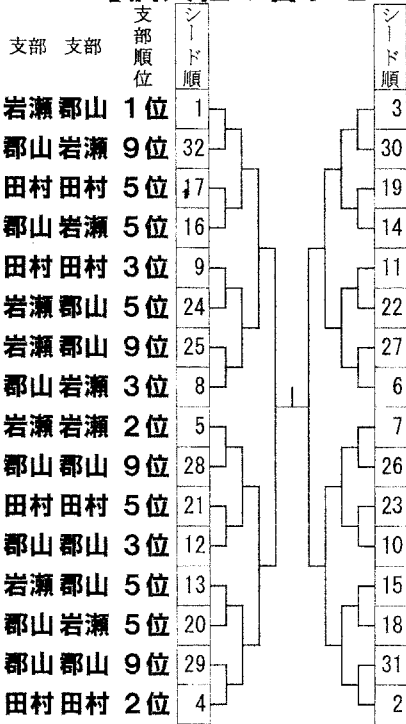 支部 支部 支部順位 シード順 シード順
岩瀬 郡山 1位 1 3
郡山 岩瀬 9位 32 30
田村 田村 5位 17 19
郡山 岩瀬 5位 16 14
田村 田村 3位 9 11
岩瀬 郡山 5位 24 22
岩瀬 郡山 9位 25 27
郡山 岩瀬 3位 8 6
岩瀬 岩瀬 2位 5 7
郡山 郡山 9位 28 26
田村 田村 5位 21 23
郡山 郡山 3位 12 10
岩瀬 郡山 5位 13 15
郡山 岩瀬 5位 20 18
郡山 郡山 9位 29 31
田村 田村 2位 4 2